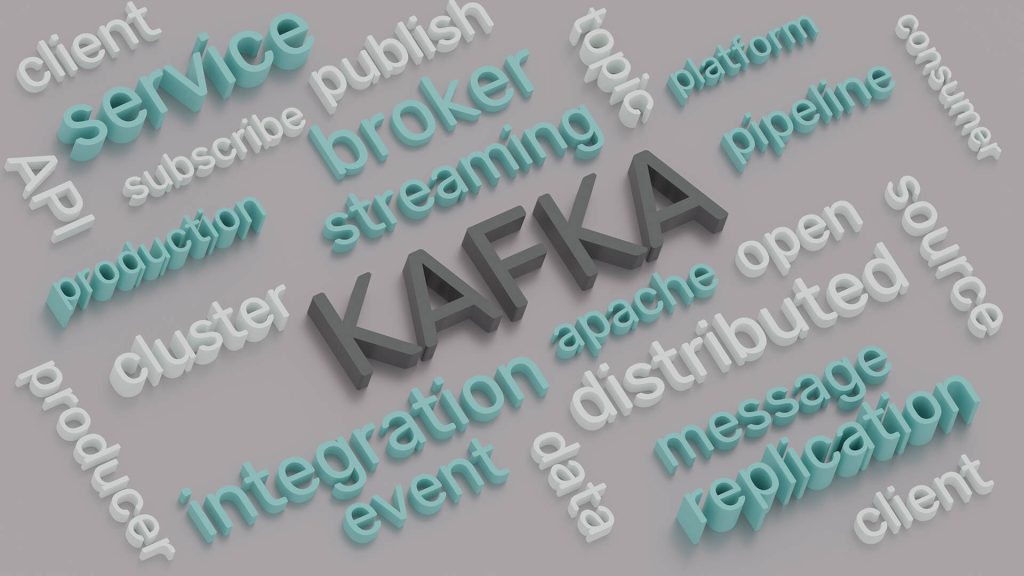 client
service
publish
topic
platform
consumer
broker
pipeline
subscribe
streaming
API
KAFKA
production
open
source
apache
cluster
distributed
producer
integration
message
event
data
replication
client